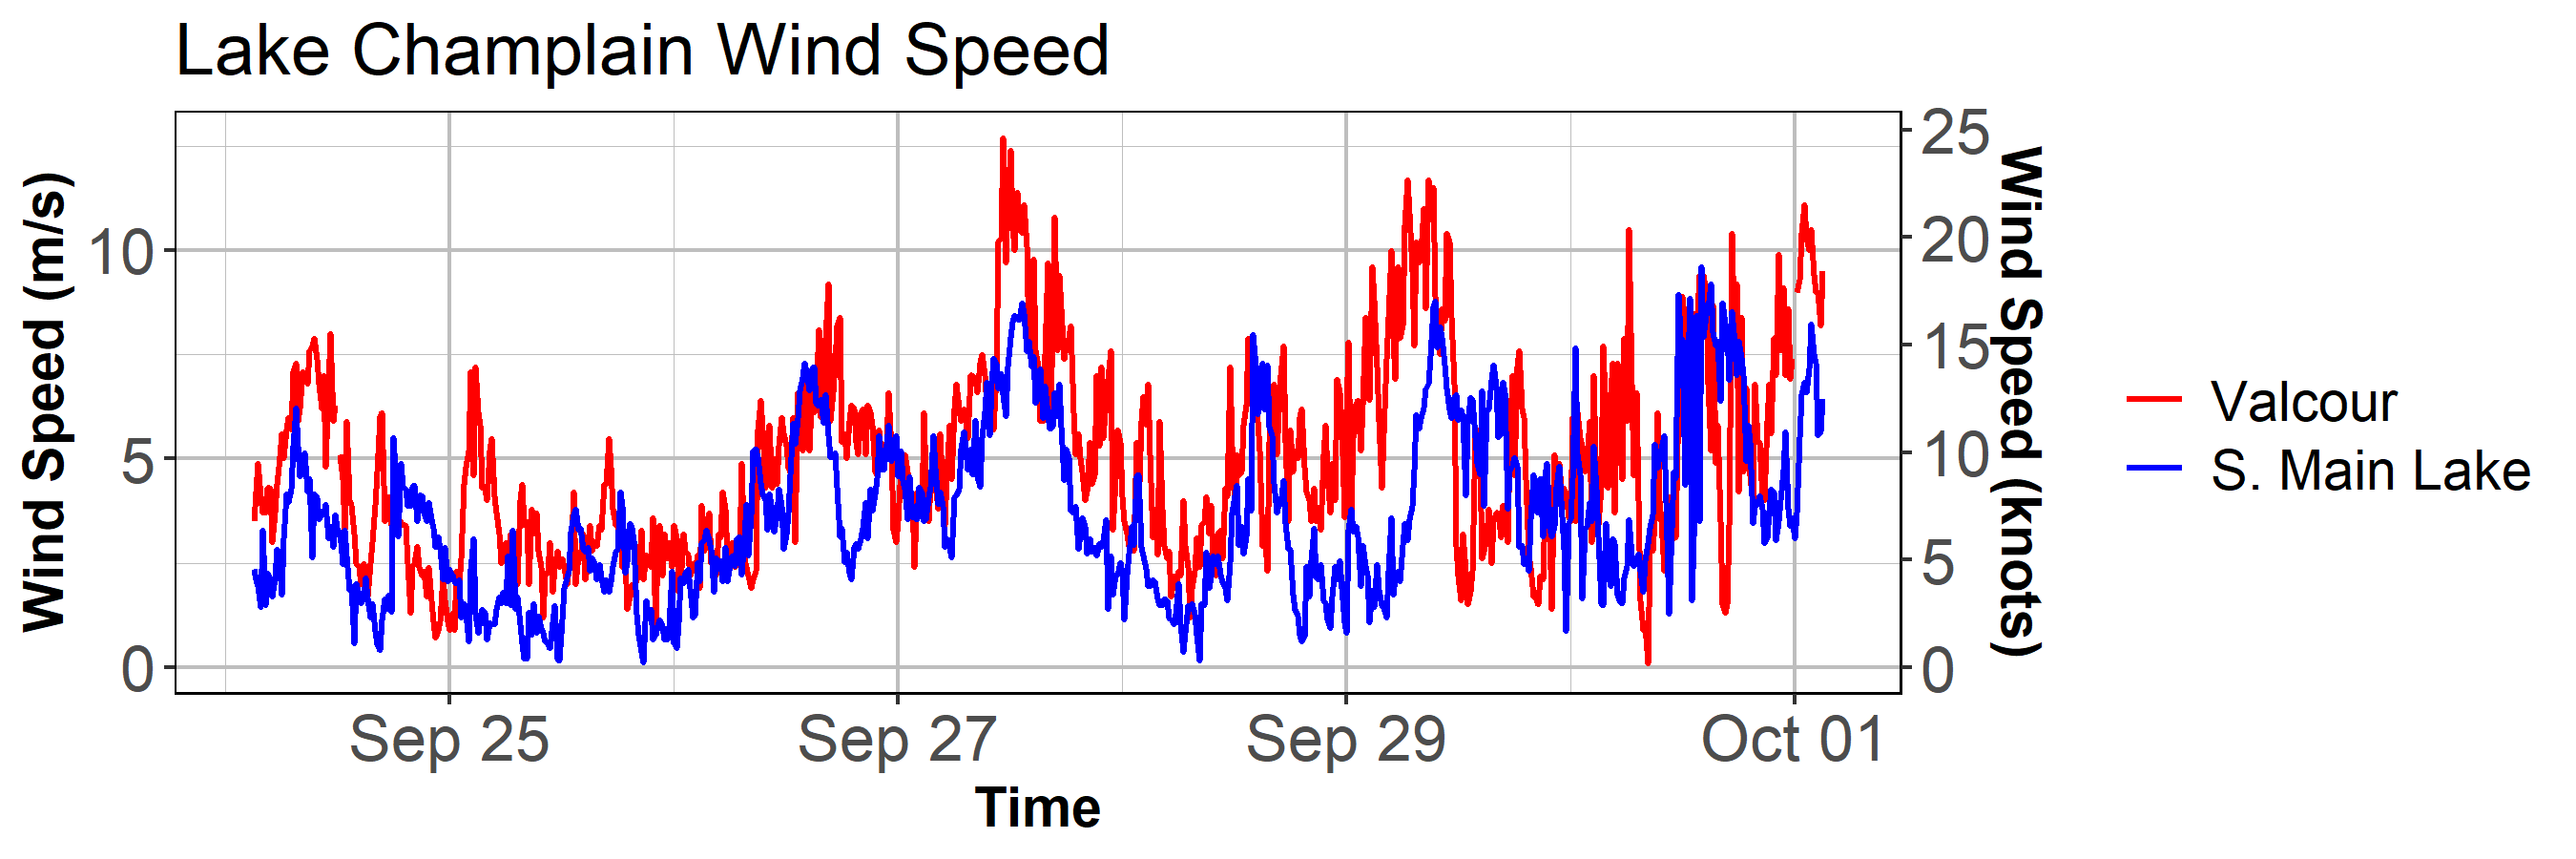 Lake Champlain Wind Speed
Wind Speed (m/s)
10
5
0
25
20
15
10
5
0
Wind Speed (knots)
Sep 25
Sep 27
Sep 29
Oct 01
Time
Valcour
S. Main Lake